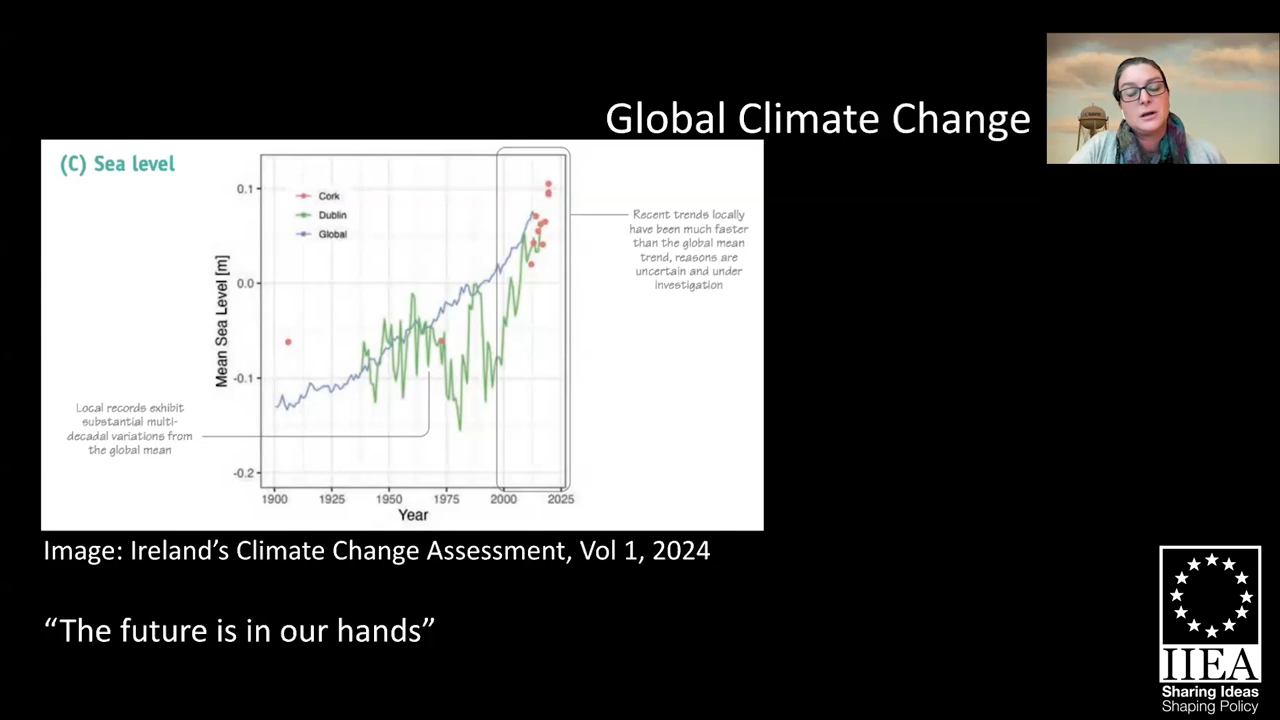 Global Climate Change
(C) Sea level
0.1
0.0
-0.1
-0.2
Mean Sea Level [m]
Cork
Dublin
Global
Recent trends locally
have been much faster
than the global mean
trend, reasons are
uncertain and under
investigation
Local records exhibit
substantial multi-
decadal variations from
the global mean
1900 1925 1950 1975 2000 2025
Year
Image: Ireland’s Climate Change Assessment, Vol 1, 2024
“The future is in our hands”
IIEA
Sharing Ideas
Shaping Policy